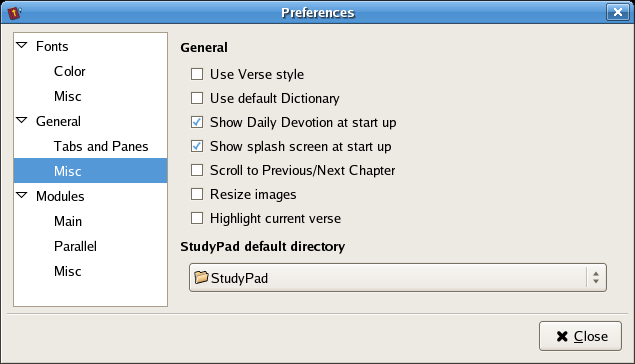 Preferences
Fonts
Color
Misc
General
Tabs and Panes
Misc
Modules
Main
Parallel
Misc
General
Use Verse style
Use default Dictionary
Show Daily Devotion at start up
Show splash screen at start up
Scroll to Previous/Next Chapter
Resize images
Highlight current verse
StudyPad default directory
StudyPad
Close